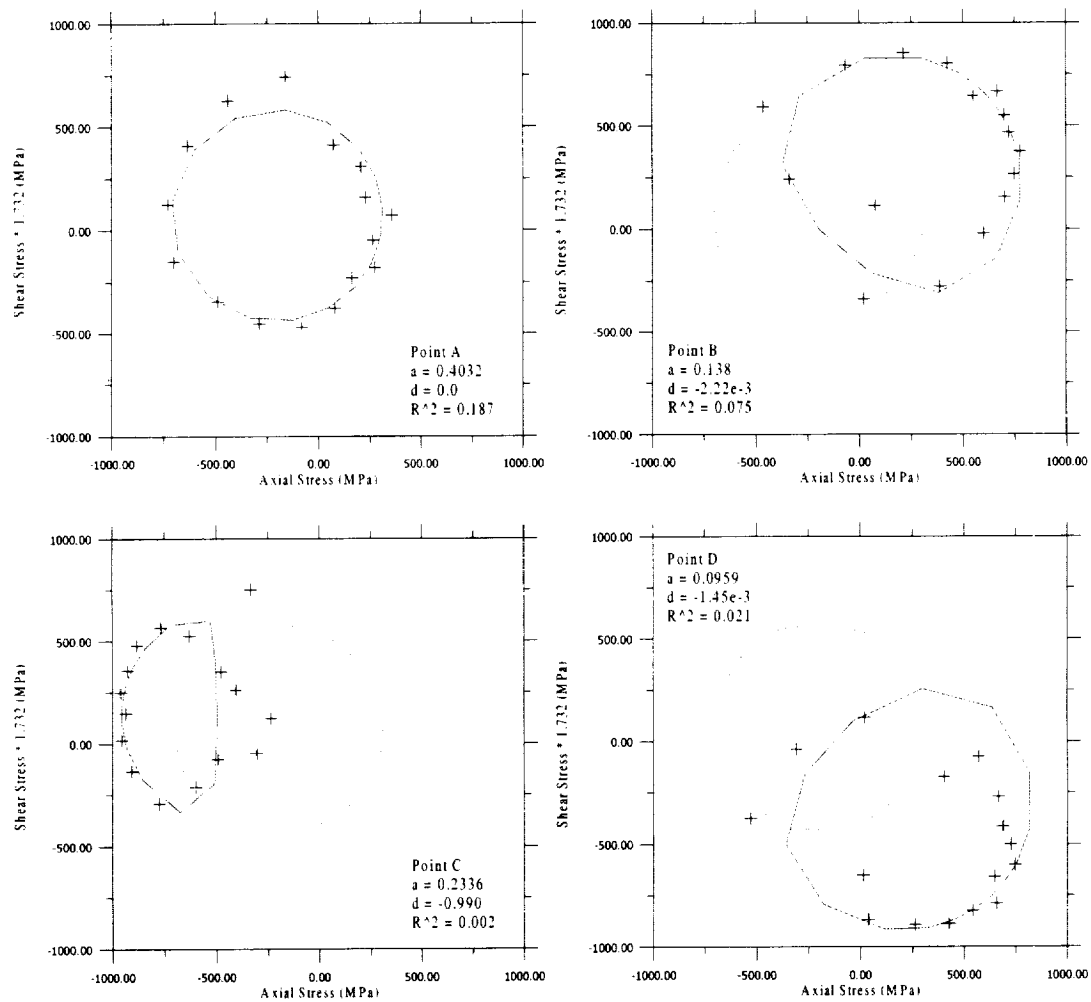 1000.00
500.00
0.00
-500.00
-1000.00
Shear Stress * 1.732 (MPa)
Point A
a = 0.4032
d = 0.0
R^2 = 0.187
-1000.00 -500.00 0.00 500.00 1000.00
Axial Stress (MPa)
1000.00
500.00
0.00
-500.00
-1000.00
Shear Stress * 1.732 (MPa)
Point B
a = 0.138
d = -2.22e-3
R^2 = 0.075
-1000.00 -500.00 0.00 500.00 1000.00
Axial Stress (MPa)
1000.00
500.00
0.00
-500.00
-1000.00
Shear Stress * 1.732 (MPa)
Point C
a = 0.2336
d = -0.990
R^2 = 0.002
-1000.00 -500.00 0.00 500.00 1000.00
Axial Stress (MPa)
1000.00
500.00
0.00
-500.00
-1000.00
Shear Stress * 1.732 (MPa)
Point D
a = 0.0959
d = -1.45e-3
R^2 = 0.021
-1000.00 -500.00 0.00 500.00 1000.00
Axial Stress (MPa)